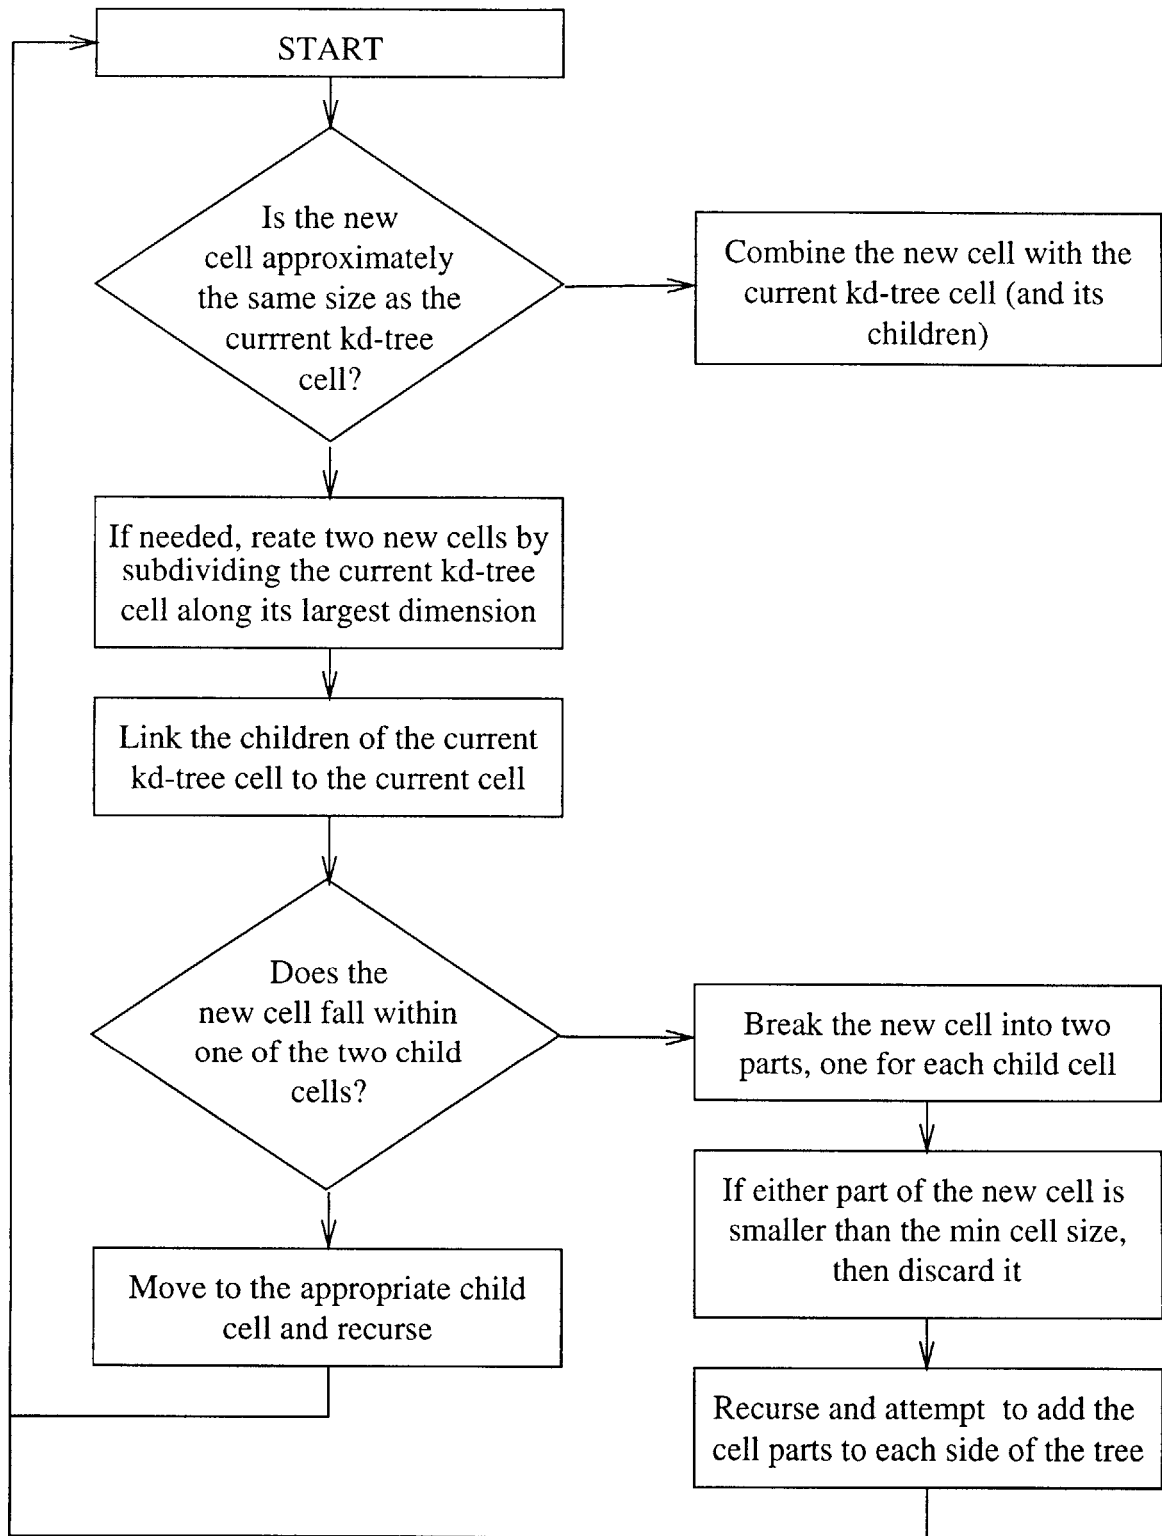 START
Is the new
cell approximately
the same size as the
currrent kd-tree
cell?
Combine the new cell with the
current kd-tree cell (and its
children)
If needed, reate two new cells by
subdividing the current kd-tree
cell along its largest dimension
Link the children of the current
kd-tree cell to the current cell
Does the
new cell fall within
one of the two child
cells?
Break the new cell into two
parts, one for each child cell
If either part of the new cell is
smaller than the min cell size,
then discard it
Move to the appropriate child
cell and recurse
Recurse and attempt to add the
cell parts to each side of the tree